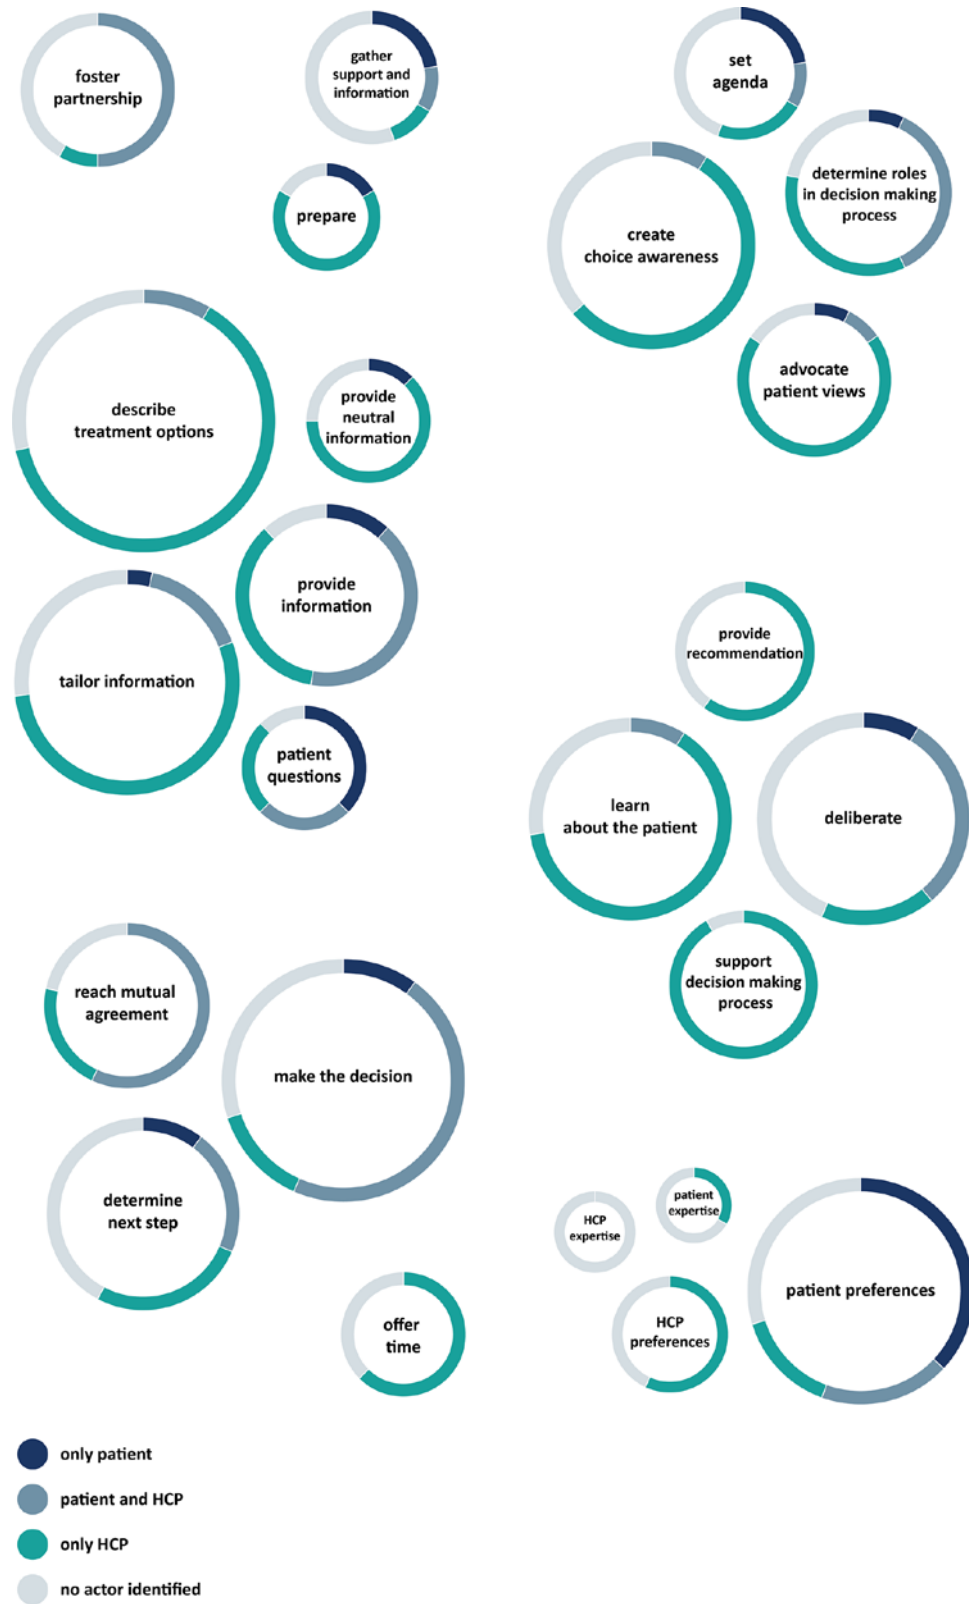 foster
partnership
gather
support and
information
prepare
set
agenda
determine roles
in decision making
process
create
choice awareness
advocate
patient views
describe
treatment options
provide
neutral
information
provide
information
tailor information
patient
questions
provide
recommendation
learn
about the patient
deliberate
support
decision making
process
reach mutual
agreement
make the decision
determine
next step
offer
time
HCP
expertise
patient
expertise
HCP
preferences
patient preferences
only patient
patient and HCP
only HCP
no actor identified